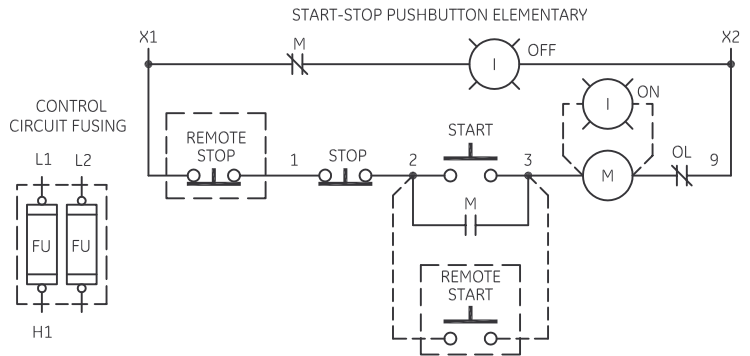 START-STOP PUSHBUTTON ELEMENTARY
X1
X2
M
I
OFF
I
ON
CONTROL
CIRCUIT FUSING
REMOTE
STOP
START
L1
L2
1
STOP
2
3
M
OL
9
M
FU
FU
REMOTE
START
H1